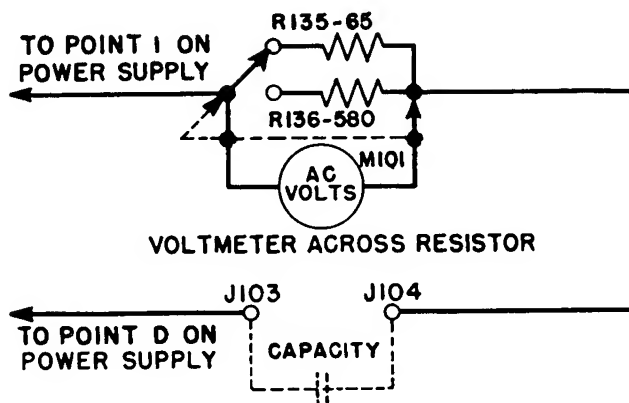 R135-65
TO POINT 1 ON
POWER SUPPLY
R136-580
M101
AC
VOLTS
VOLTMETER ACROSS RESISTOR
J103
J104
TO POINT D ON
POWER SUPPLY
CAPACITY